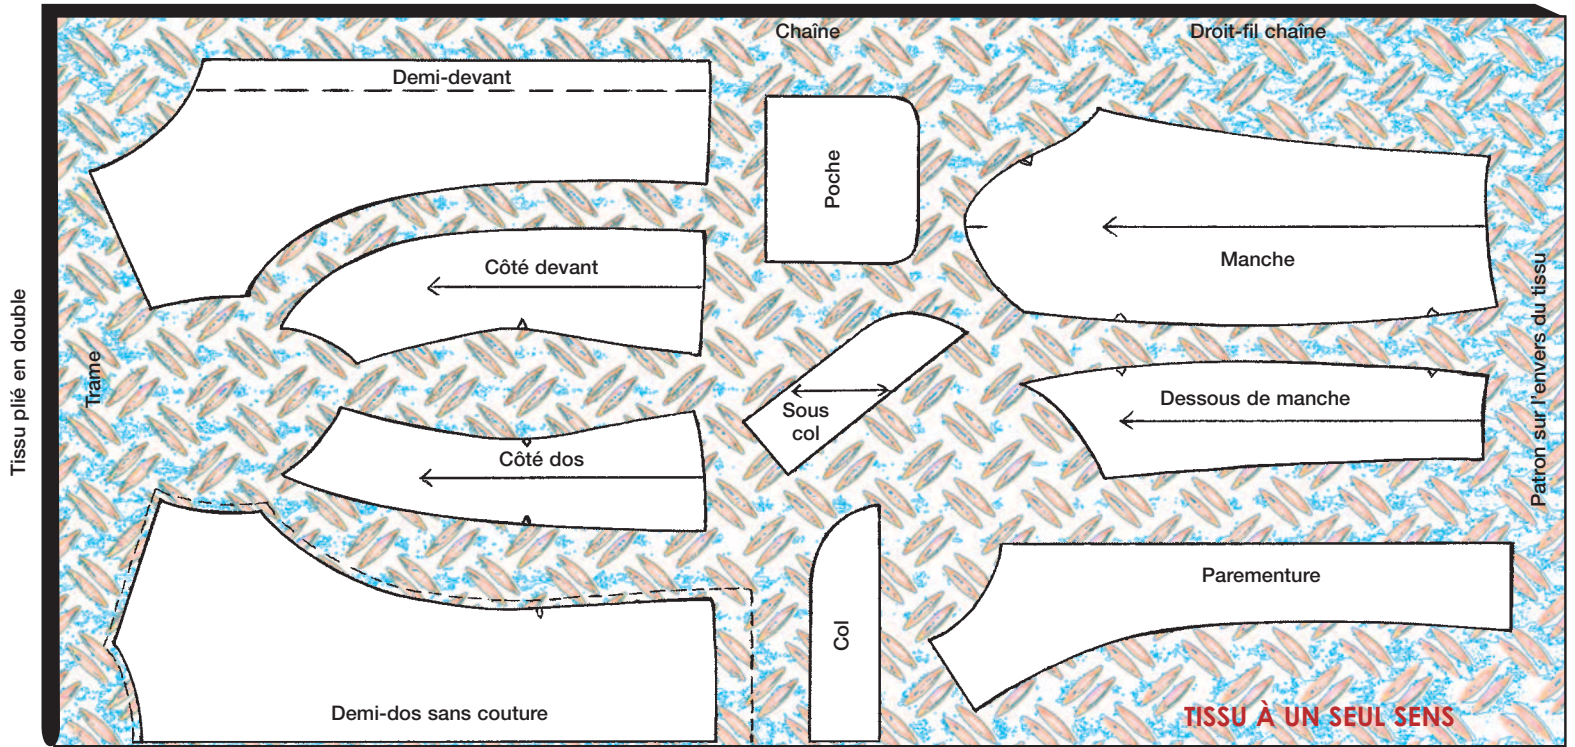 Chaîne
Droit-fil chaîne
Demi-devant
Poche
Côté devant
Manche
Tissu plié en double
Trame
Sous
col
Dessous de manche
Patron sur l'envers du tissu
Côté dos
Parementure
Col
Demi-dos sans couture
TISSU À UN SEUL SENS